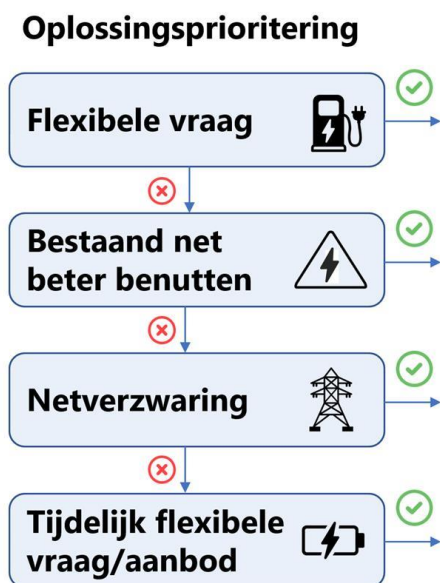 Oplossingsprioritering
Flexibele vraag
Bestaand net
beter benutten
Netverzwaring
Tijdelijk flexibele
vraag/aanbod